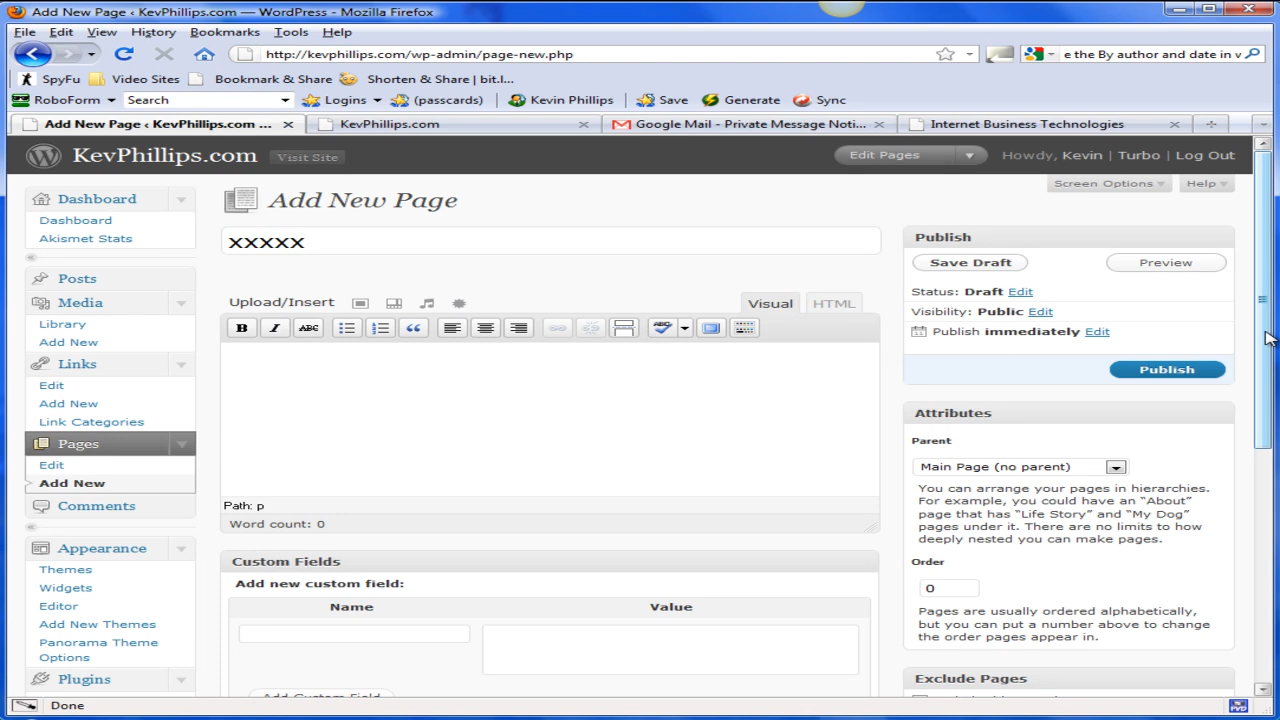 Add New Page ‹ KevPhillips.com — WordPress - Mozilla Firefox
File Edit View History Bookmarks Tools Help
http://kevphillips.com/wp-admin/page-new.php
e the By author and date in v
SpyFu Video Sites Bookmark & Share Shorten & Share | bit.l...
RoboForm Search Logins (passcards) Kevin Phillips Save Generate Sync
Add New Page ‹ KevPhillips.com ... KevPhillips.com Google Mail - Private Message Noti... Internet Business Technologies
KevPhillips.com Visit Site Edit Pages Howdy, Kevin | Turbo | Log Out
Screen Options Help
Dashboard
Dashboard
Akismet Stats
Posts
Media
Library
Add New
Links
Edit
Add New
Link Categories
Pages
Edit
Add New
Comments
Appearance
Themes
Widgets
Editor
Add New Themes
Panorama Theme
Options
Plugins
Add New Page
xxxxx
Upload/Insert Visual HTML
B I ABC ABC
Path: p
Word count: 0
Custom Fields
Add new custom field:
Name Value
Add Custom Field
Publish
Save Draft Preview
Status: Draft Edit
Visibility: Public Edit
Publish immediately Edit
Publish
Attributes
Parent
Main Page (no parent)
You can arrange your pages in hierarchies.
For example, you could have an “About”
page that has “Life Story” and “My Dog”
pages under it. There are no limits to how
deeply nested you can make pages.
Order
0
Pages are usually ordered alphabetically,
but you can put a number above to change
the order pages appear in.
Exclude Pages
Done